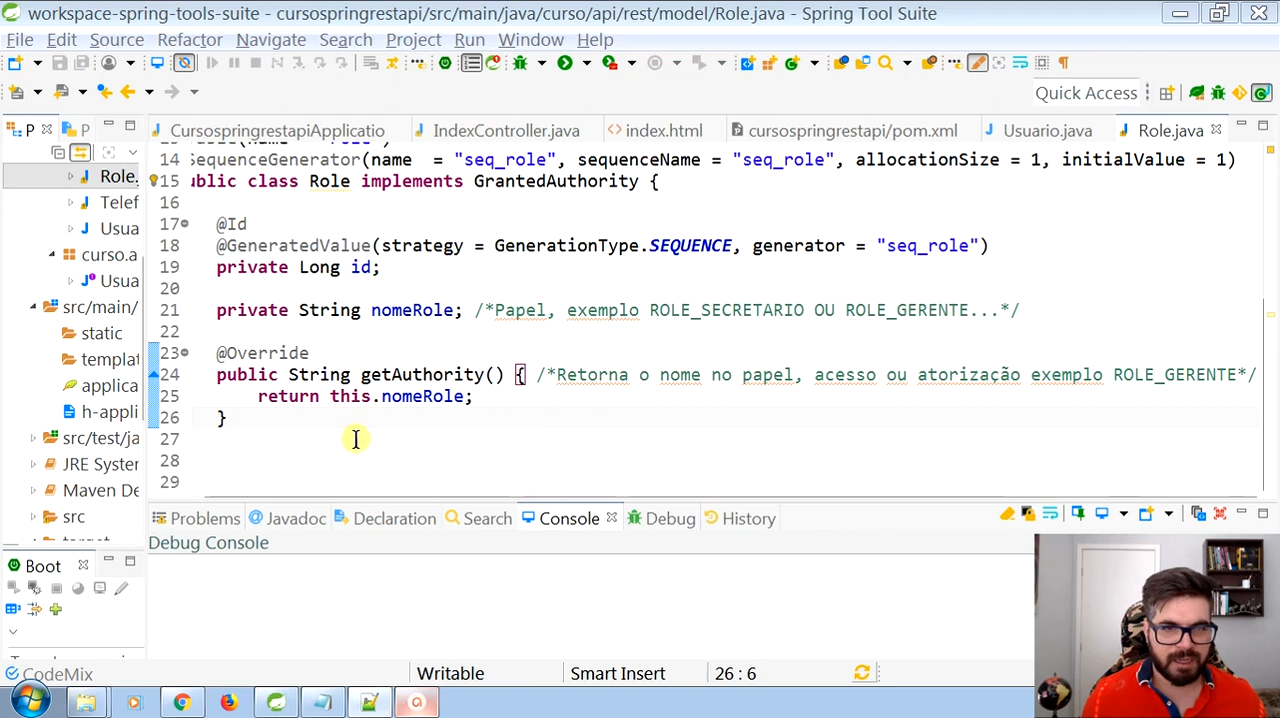 workspace-spring-tools-suite - cursospringrestapi/src/main/java/curso/api/rest/model/Role.java - Spring Tool Suite
File Edit Source Refactor Navigate Search Project Run Window Help
Quick Access
P P CursospringrestapiApplicatio IndexController.java index.html cursospringrestapi/pom.xml Usuario.java Role.java
14 SequenceGenerator(name = "seq_role", sequenceName = "seq_role", allocationSize = 1, initialValue = 1)
Role. 15 ublic class Role implements GrantedAuthority {
Telef 16
17 @Id
Usua 18 @GeneratedValue(strategy = GenerationType.SEQUENCE, generator = "seq_role")
curso.a 19 private Long id;
Usua 20
src/main/ 21 private String nomeRole; /*Papel, exemplo ROLE_SECRETARIO OU ROLE_GERENTE...*/
static 22
templat 23 @Override
applica 24 public String getAuthority() { /*Retorna o nome no papel, acesso ou atorização exemplo ROLE_GERENTE*/
25 return this.nomeRole;
h-appli 26 }
src/test/ja 27
JRE System 28
Maven De 29
src Problems Javadoc Declaration Search Console Debug History
Debug Console
Boot
CodeMix Writable Smart Insert 26 : 6